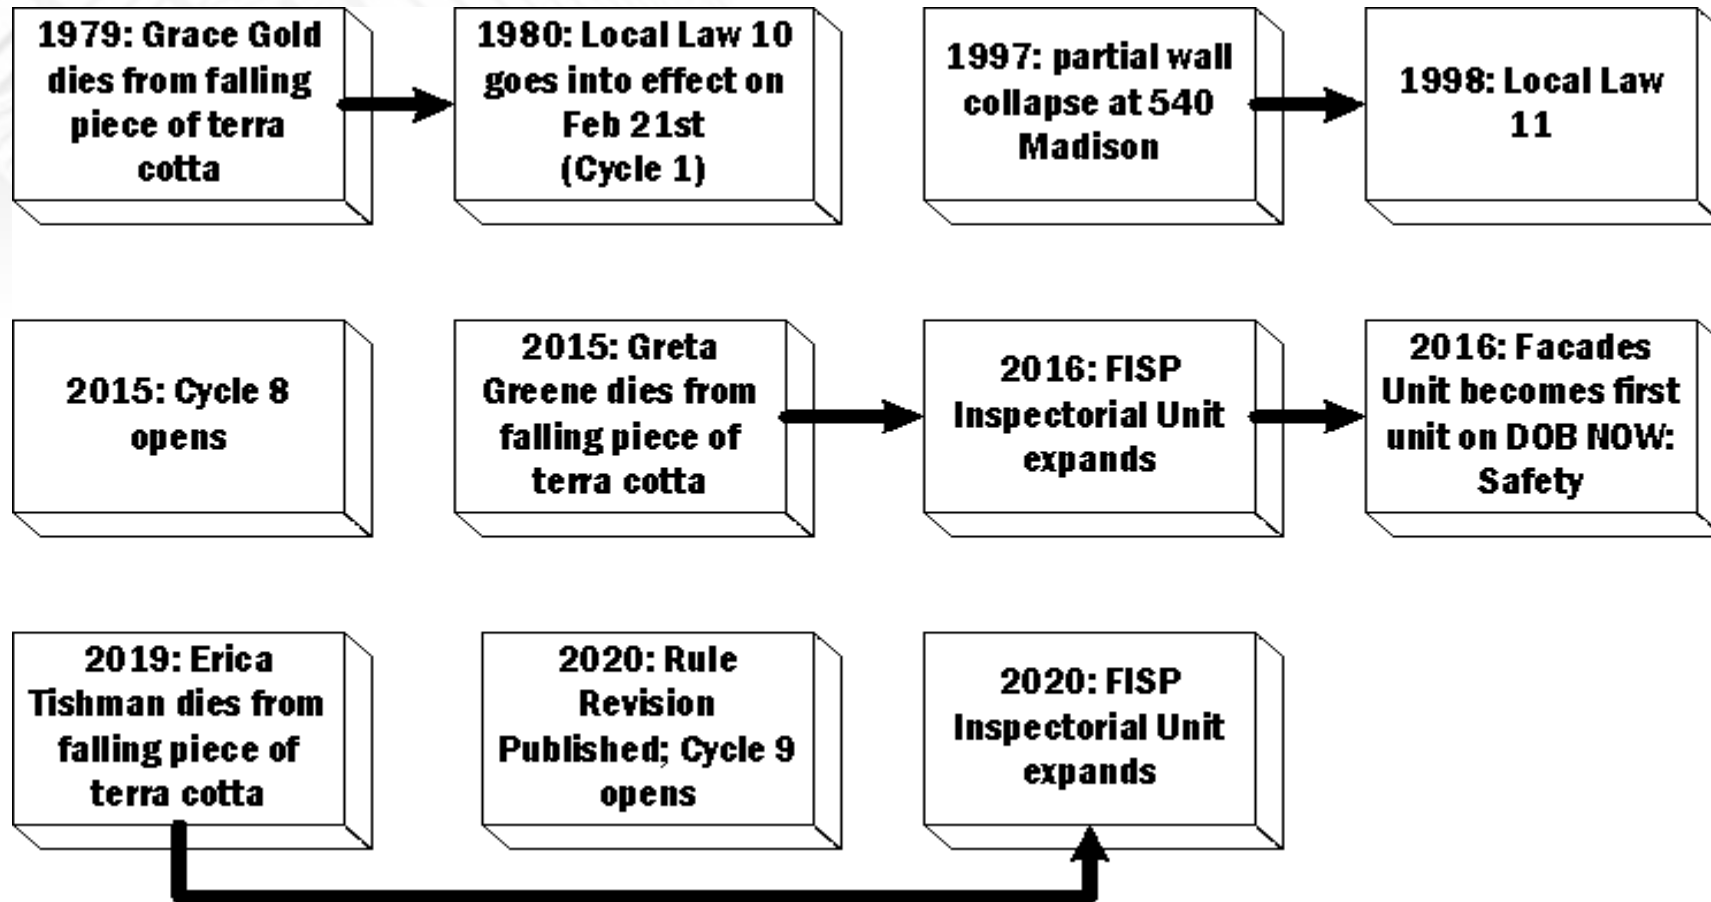 1979: Grace Gold
dies from falling
piece of terra
cotta
1980: Local Law 10
goes into effect on
Feb 21st
(Cycle 1)
1997: partial wall
collapse at 540
Madison
1998: Local Law
11
2015: Cycle 8
opens
2015: Greta
Greene dies from
falling piece of
terra cotta
2016: FISP
Inspectorial Unit
expands
2016: Facades
Unit becomes first
unit on DOB NOW:
Safety
2019: Erica
Tishman dies from
falling piece of
terra cotta
2020: Rule
Revision
Published; Cycle 9
opens
2020: FISP
Inspectorial Unit
expands